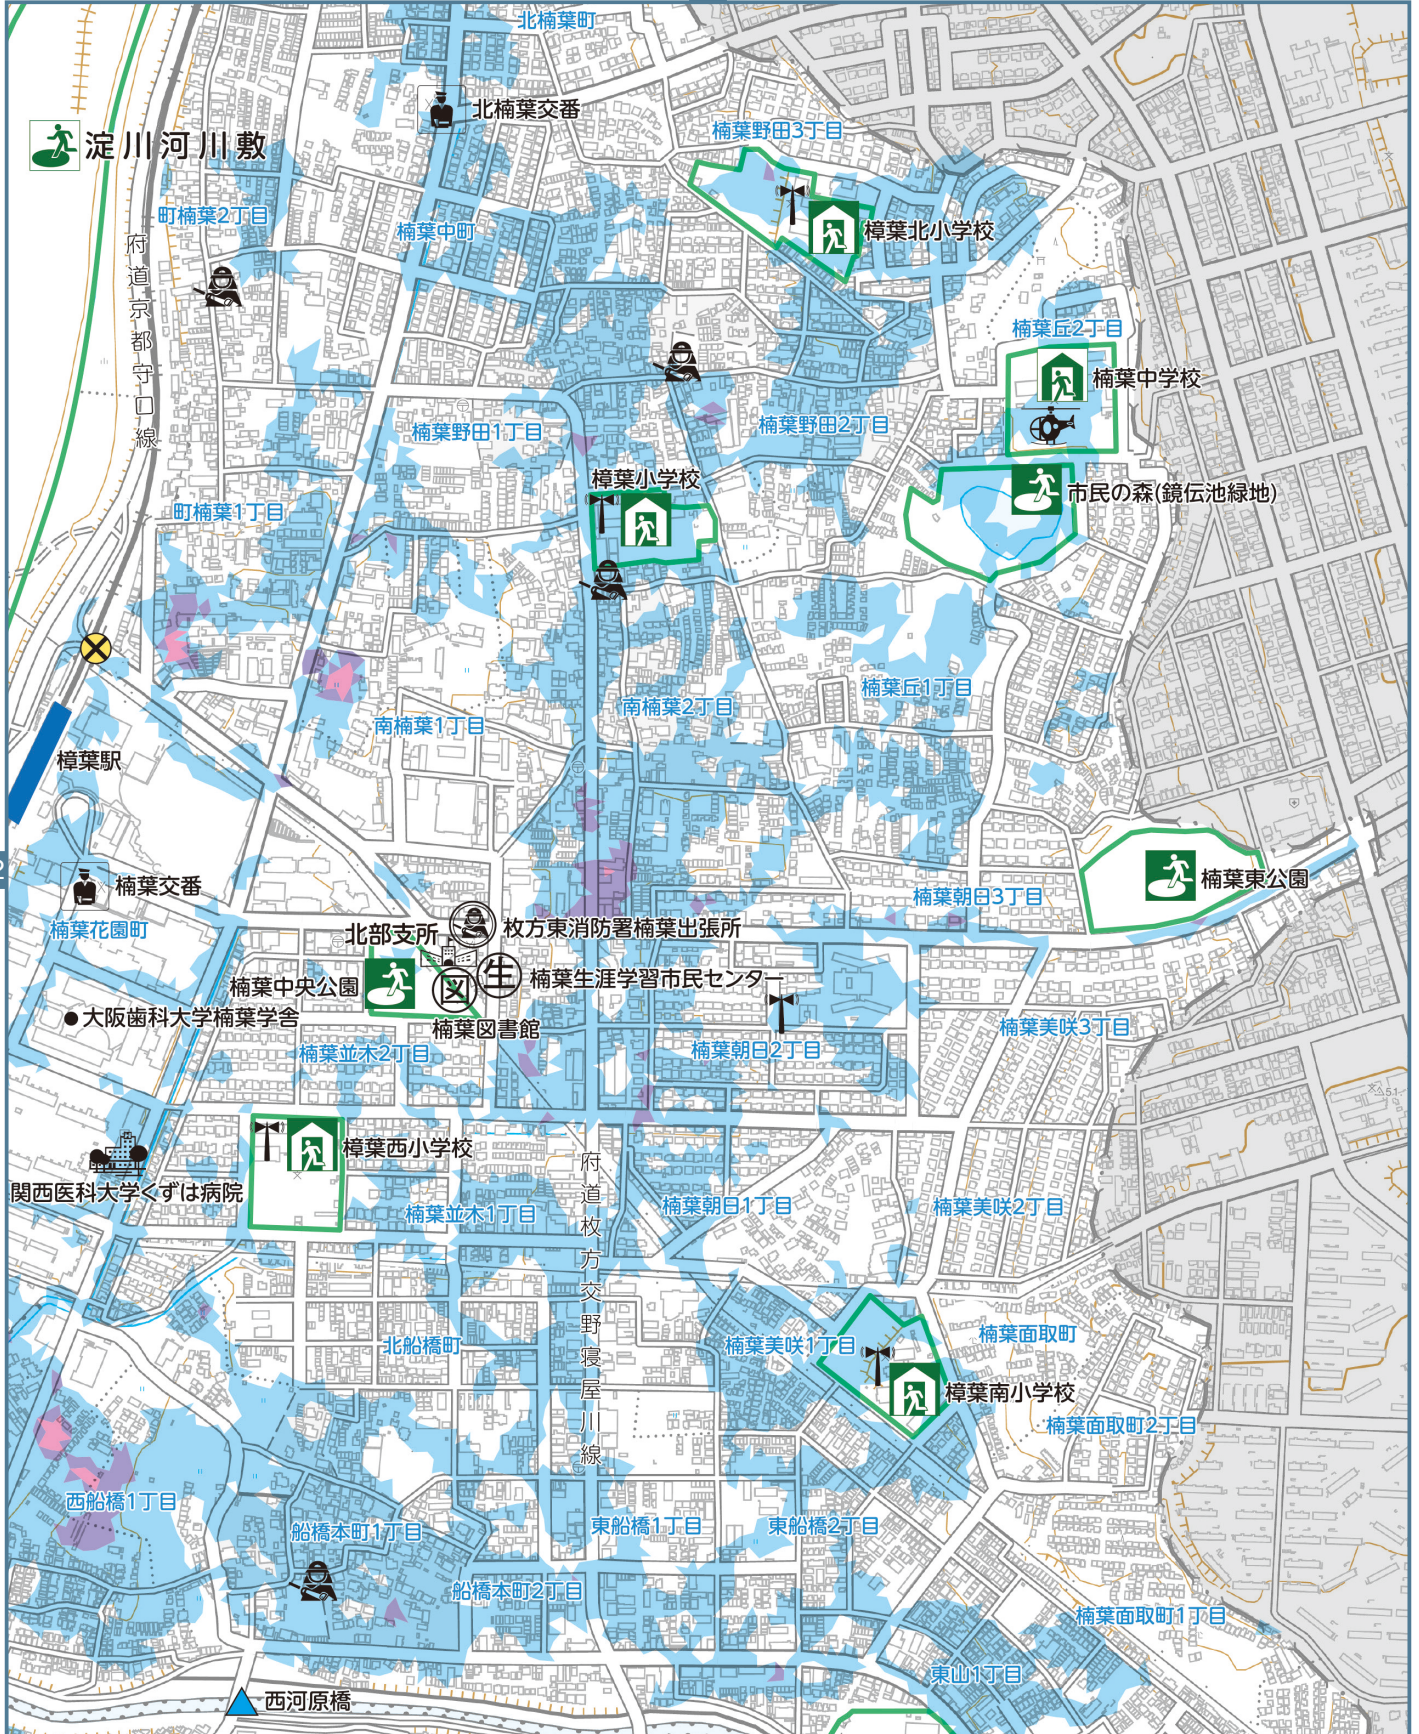 北楠葉町
北楠葉交番
淀川河川敷
楠葉野田3丁目
町楠葉2丁目
楠葉中町
樟葉北小学校
府道京都守口線
楠葉丘2丁目
楠葉中学校
楠葉野田1丁目
楠葉野田2丁目
樟葉小学校
市民の森(鏡伝池緑地)
町楠葉1丁目
楠葉丘1丁目
南楠葉2丁目
南楠葉1丁目
樟葉駅
楠葉交番
楠葉東公園
楠葉朝日3丁目
楠葉花園町
北部支所
枚方東消防署楠葉出張所
生
楠葉生涯学習市民センター
楠葉中央公園
図
大阪歯科大学楠葉学舎
楠葉図書館
楠葉美咲3丁目
楠葉並木2丁目
楠葉朝日2丁目
51
樟葉西小学校
府道枚方交野寝屋川線
関西医科大学くずは病院
楠葉並木1丁目
楠葉朝日1丁目
楠葉美咲2丁目
北船橋町
楠葉美咲1丁目
楠葉面取町
樟葉南小学校
楠葉面取町2丁目
西船橋1丁目
船橋本町1丁目
東船橋1丁目
東船橋2丁目
船橋本町2丁目
楠葉面取町1丁目
東山1丁目
西河原橋